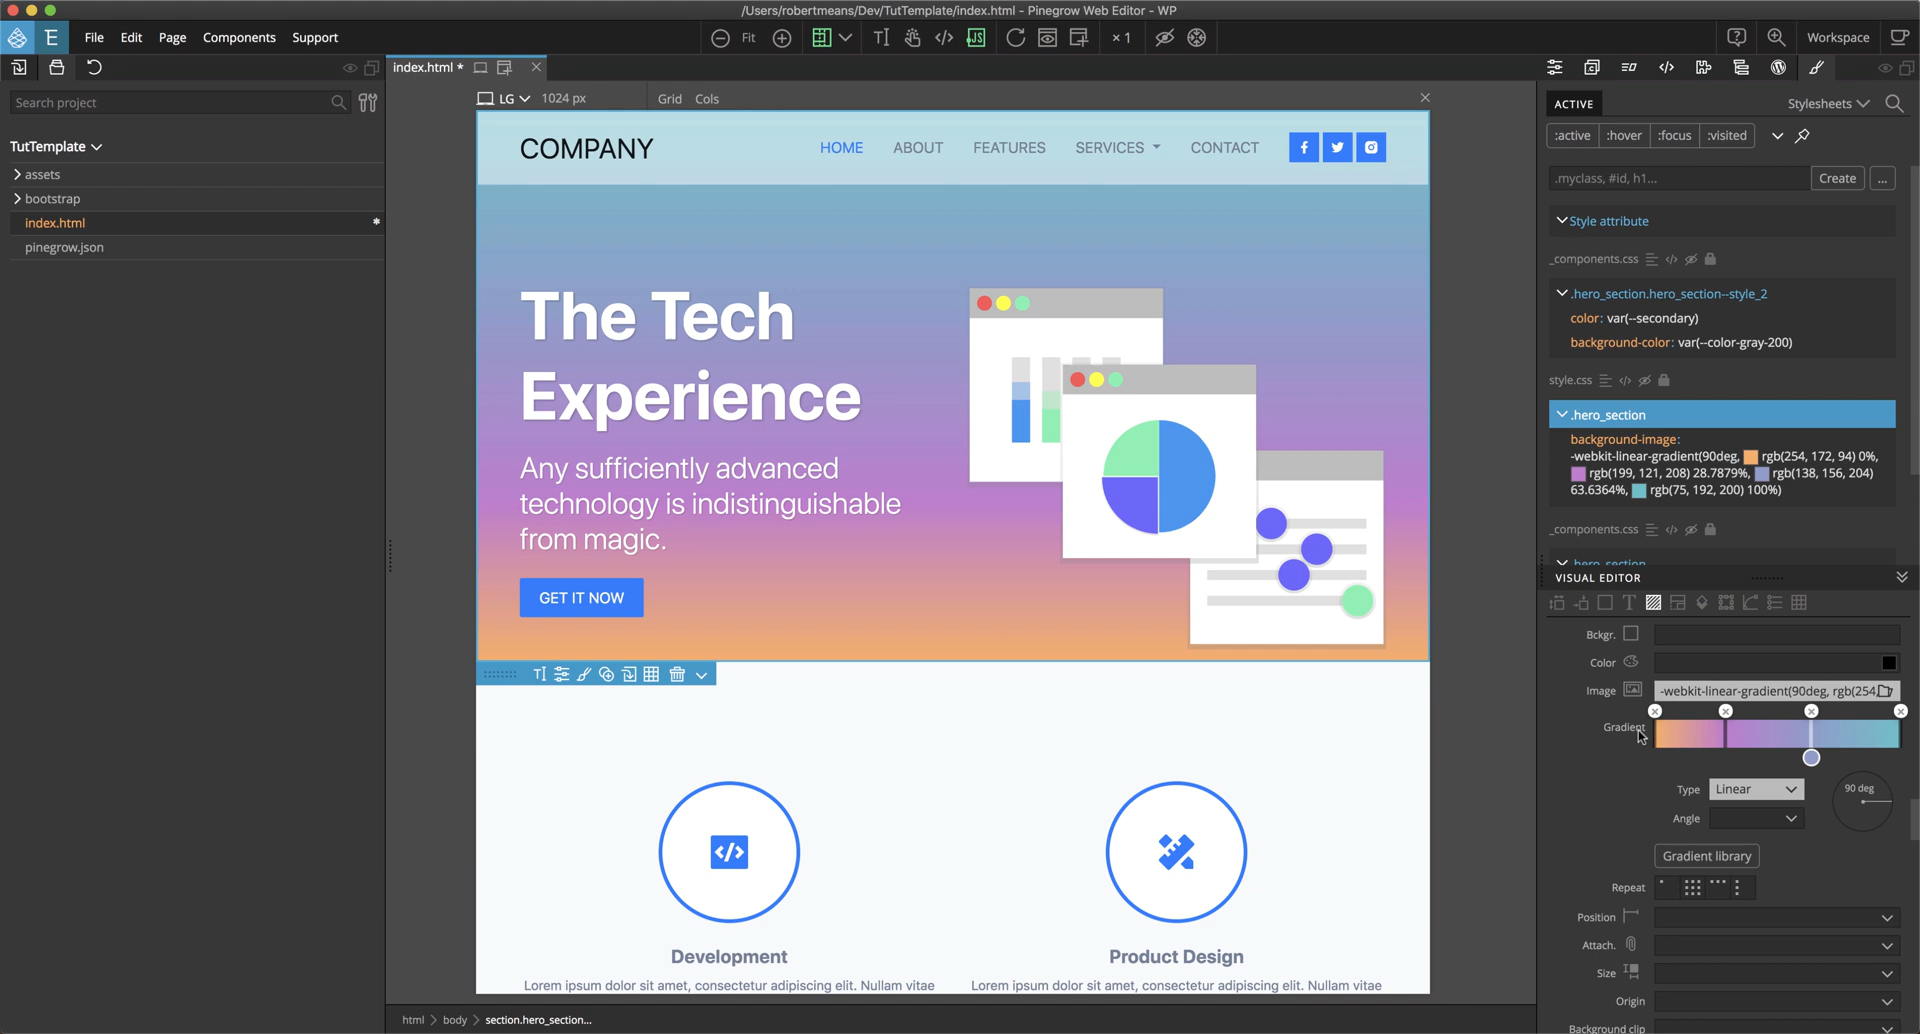 /Users/robertmeans/Dev/TutTemplate/index.html - Pinegrow Web Editor - WP
E File Edit Page Components Support
Fit JS × 1 Workspace
index.html *
Search project
LG 1024 px Grid Cols
ACTIVE Stylesheets
:active :hover :focus :visited
TutTemplate
assets
bootstrap
index.html *
pinegrow.json
COMPANY HOME ABOUT FEATURES SERVICES CONTACT
The Tech
Experience
Any sufficiently advanced
technology is indistinguishable
from magic.
GET IT NOW
Development
Product Design
Lorem ipsum dolor sit amet, consectetur adipiscing elit. Nullam vitae
Lorem ipsum dolor sit amet, consectetur adipiscing elit. Nullam vitae
html body section.hero_section...
.myclass, #id, h1... Create ...
Style attribute
_components.css
.hero_section.hero_section--style_2
color: var(--secondary)
background-color: var(--color-gray-200)
style.css
.hero_section
background-image:
-webkit-linear-gradient(90deg, rgb(254, 172, 94) 0%,
rgb(199, 121, 208) 28.7879%, rgb(138, 156, 204)
63.6364%, rgb(75, 192, 200) 100%)
_components.css
.hero_section
VISUAL EDITOR
Bckgr.
Color
Image -webkit-linear-gradient(90deg, rgb(254,
Gradient
Type Linear 90 deg
Angle
Gradient library
Repeat
Position
Attach.
Size
Origin
Background clip